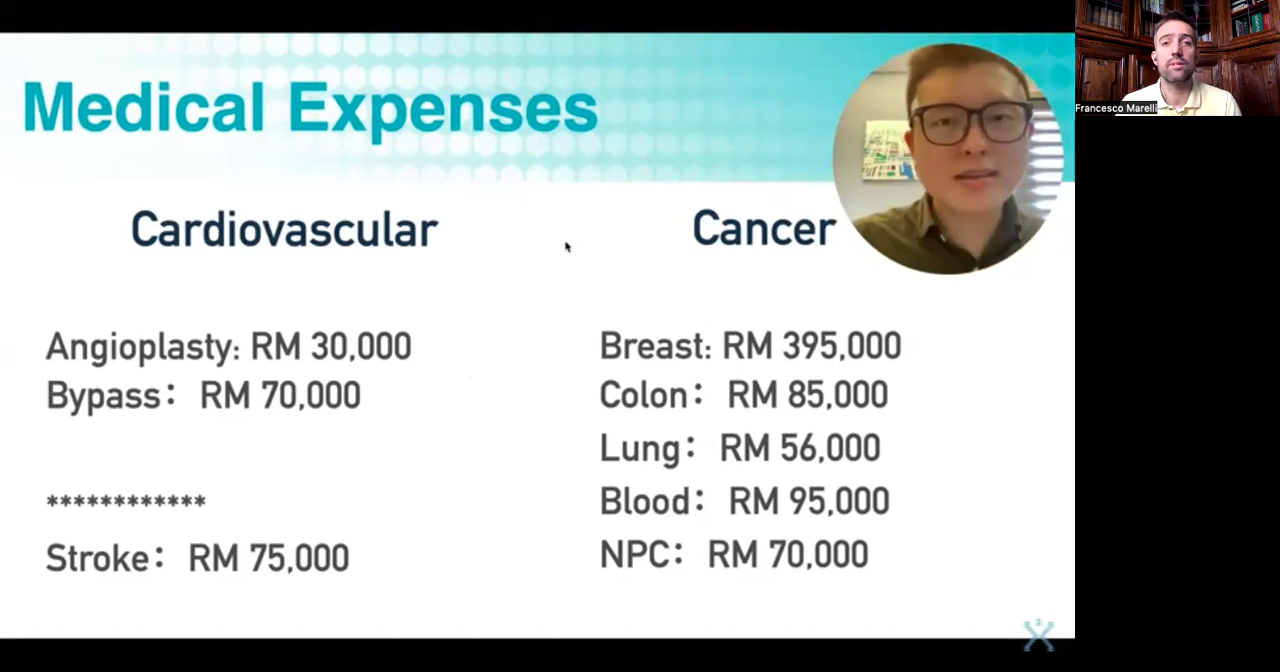 Medical Expenses
Francesco Marelli
Cardiovascular
Cancer
Angioplasty: RM 30,000
Bypass： RM 70,000
************
Stroke： RM 75,000
Breast: RM 395,000
Colon： RM 85,000
Lung： RM 56,000
Blood： RM 95,000
NPC： RM 70,000